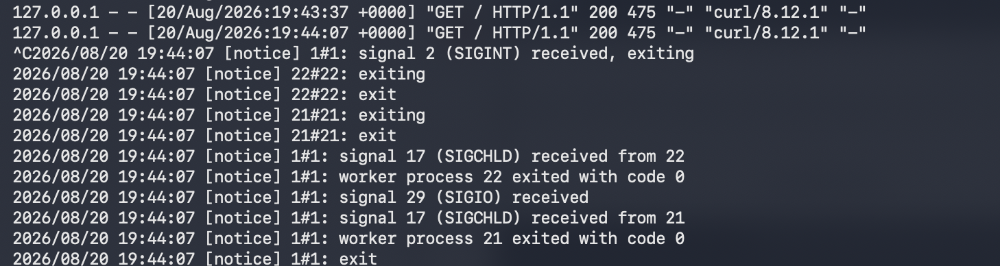 127.0.0.1 - - [20/Aug/2026:19:43:37 +0000] "GET / HTTP/1.1" 200 475 "-" "curl/8.12.1" "-"
127.0.0.1 - - [20/Aug/2026:19:44:07 +0000] "GET / HTTP/1.1" 200 475 "-" "curl/8.12.1" "-"
^C2026/08/20 19:44:07 [notice] 1#1: signal 2 (SIGINT) received, exiting
2026/08/20 19:44:07 [notice] 22#22: exiting
2026/08/20 19:44:07 [notice] 22#22: exit
2026/08/20 19:44:07 [notice] 21#21: exiting
2026/08/20 19:44:07 [notice] 21#21: exit
2026/08/20 19:44:07 [notice] 1#1: signal 17 (SIGCHLD) received from 22
2026/08/20 19:44:07 [notice] 1#1: worker process 22 exited with code 0
2026/08/20 19:44:07 [notice] 1#1: signal 29 (SIGIO) received
2026/08/20 19:44:07 [notice] 1#1: signal 17 (SIGCHLD) received from 21
2026/08/20 19:44:07 [notice] 1#1: worker process 21 exited with code 0
2026/08/20 19:44:07 [notice] 1#1: exit